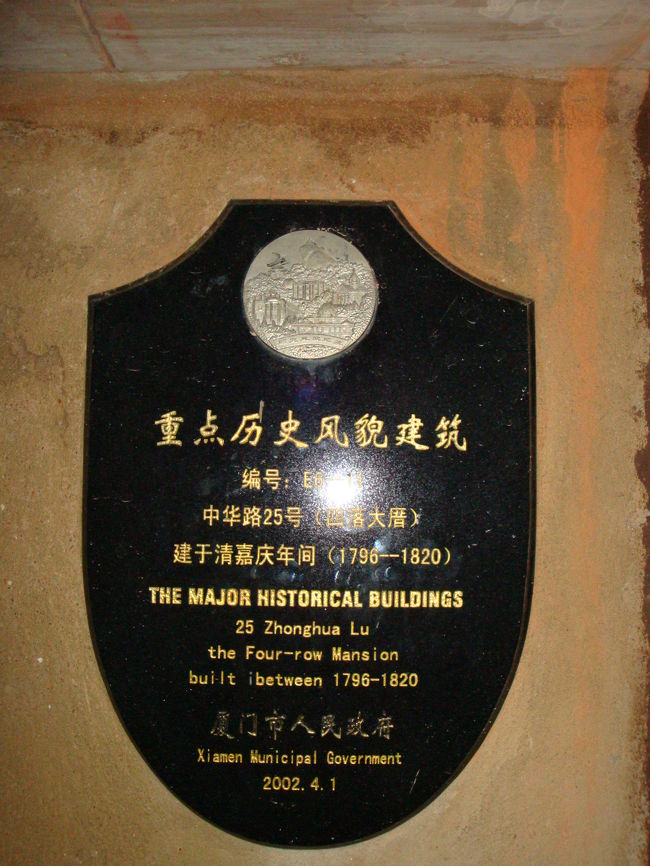 重点历史风貌建筑
编号: E6
中华路25号（四落大厝）
建于清嘉庆年间（1796--1820）
THE MAJOR HISTORICAL BUILDINGS
25 Zhonghua Lu
the Four-row Mansion
built ibetween 1796-1820
厦门市人民政府
Xiamen Municipal Government
2002.4.1